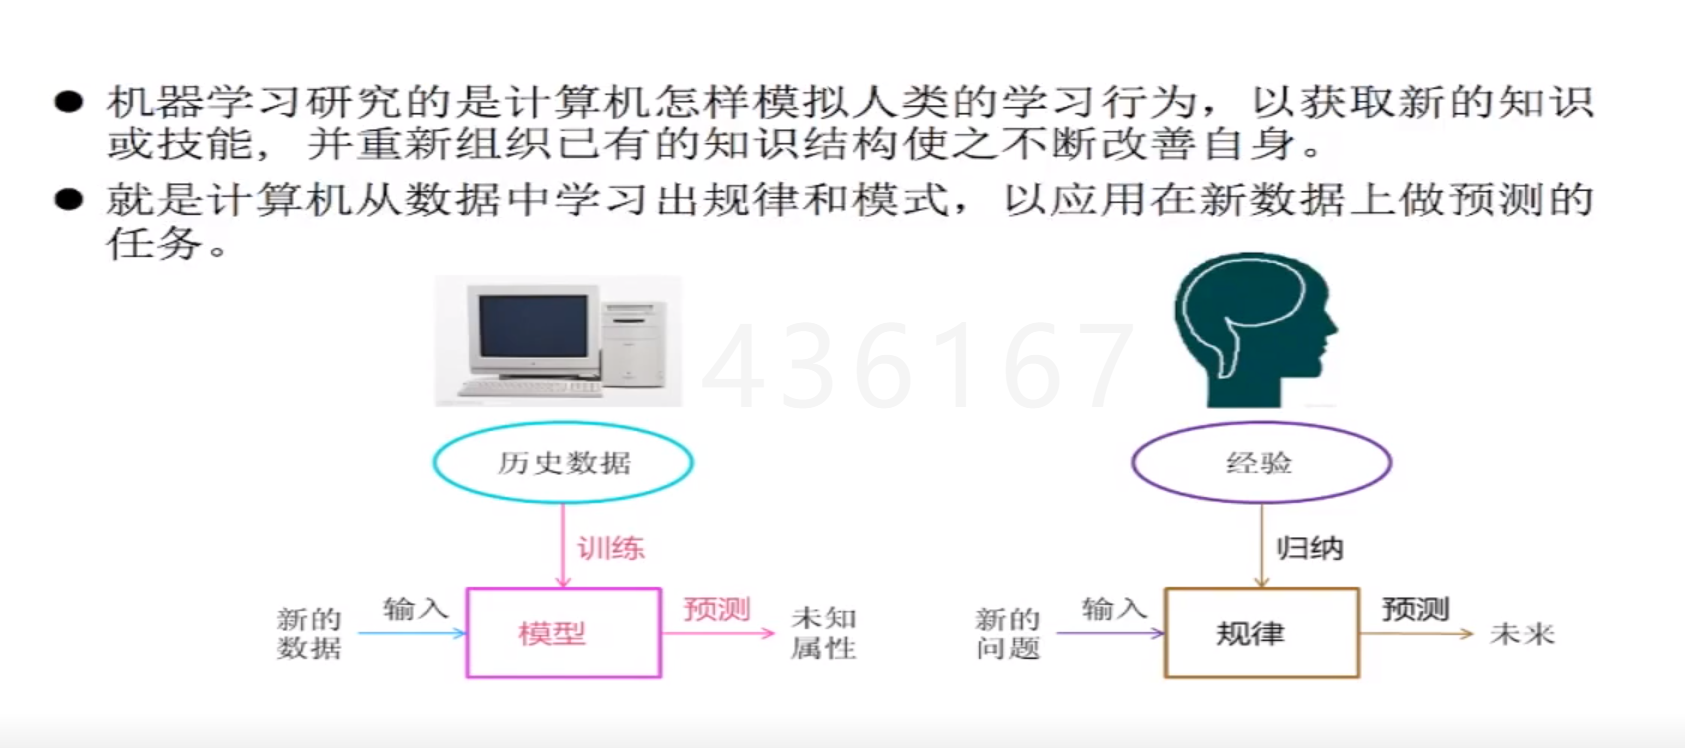 ● 机器学习研究的是计算机怎样模拟人类的学习行为，以获取新的知识
或技能，并重新组织已有的知识结构使之不断改善自身。
● 就是计算机从数据中学习出规律和模式，以应用在新数据上做预测的
任务。
436167
历史数据
训练
新的
数据
输入
模型
预测
未知
属性
经验
归纳
新的
问题
输入
规律
预测
未来